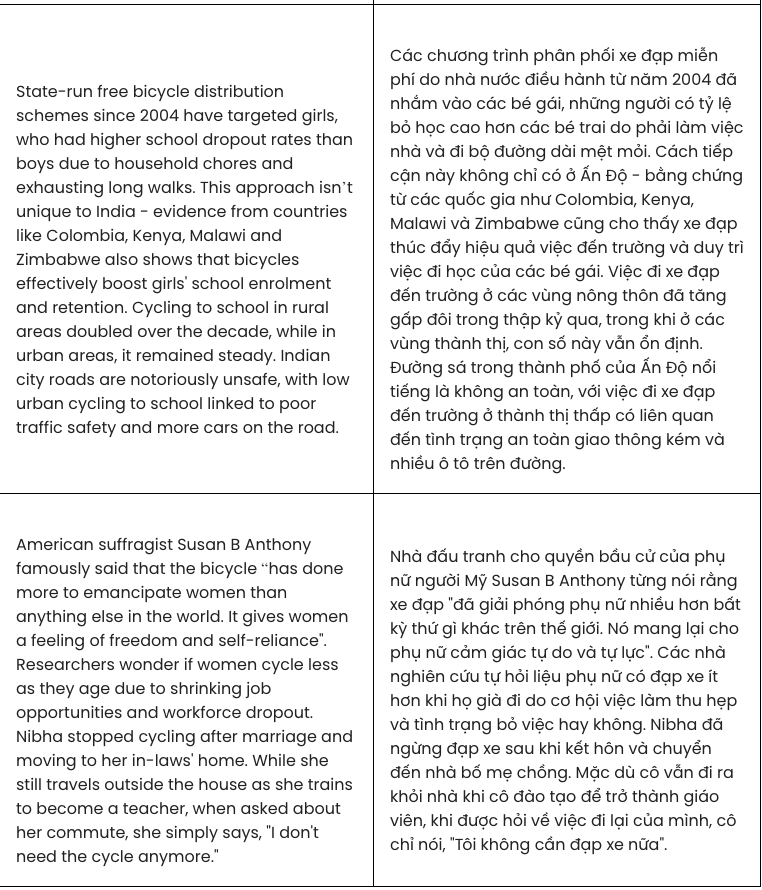 State-run free bicycle distribution
schemes since 2004 have targeted girls,
who had higher school dropout rates than
boys due to household chores and
exhausting long walks. This approach isn't
unique to India - evidence from countries
like Colombia, Kenya, Malawi and
Zimbabwe also shows that bicycles
effectively boost girls' school enrolment
and retention. Cycling to school in rural
areas doubled over the decade, while in
urban areas, it remained steady. Indian
city roads are notoriously unsafe, with low
urban cycling to school linked to poor
traffic safety and more cars on the road.
Các chương trình phân phối xe đạp miễn
phí do nhà nước điều hành từ năm 2004 đã
nhắm vào các bé gái, những người có tỷ lệ
bỏ học cao hơn các bé trai do phải làm việc
nhà và đi bộ đường dài mệt mỏi. Cách tiếp
cận này không chỉ có ở Ấn Độ - bằng chứng
từ các quốc gia như Colombia, Kenya,
Malawi và Zimbabwe cũng cho thấy xe đạp
thúc đẩy hiệu quả việc đến trường và duy trì
việc đi học của các bé gái. Việc đi xe đạp
đến trường ở các vùng nông thôn đã tăng
gấp đôi trong thập kỷ qua, trong khi ở các
vùng thành thị, con số này vẫn ổn định.
Đường sá trong thành phố của Ấn Độ nổi
tiếng là không an toàn, với việc đi xe đạp
đến trường ở thành thị thấp có liên quan
đến tình trạng an toàn giao thông kém và
nhiều ô tô trên đường.
American suffragist Susan B Anthony
famously said that the bicycle “has done
more to emancipate women than
anything else in the world. It gives women
a feeling of freedom and self-reliance".
Researchers wonder if women cycle less
as they age due to shrinking job
opportunities and workforce dropout.
Nibha stopped cycling after marriage and
moving to her in-laws' home. While she
still travels outside the house as she trains
to become a teacher, when asked about
her commute, she simply says, "I don't
need the cycle anymore."
Nhà đấu tranh cho quyền bầu cử của phụ
nữ người Mỹ Susan B Anthony từng nói rằng
xe đạp "đã giải phóng phụ nữ nhiều hơn bất
kỳ thứ gì khác trên thế giới. Nó mang lại cho
phụ nữ cảm giác tự do và tự lực". Các nhà
nghiên cứu tự hỏi liệu phụ nữ có đạp xe ít
hơn khi họ già đi do cơ hội việc làm thu hẹp
và tình trạng bỏ việc hay không. Nibha đã
ngừng đạp xe sau khi kết hôn và chuyển
đến nhà bố mẹ chồng. Mặc dù cô vẫn đi ra
khỏi nhà khi cô đào tạo để trở thành giáo
viên, khi được hỏi về việc đi lại của mình, cô
chỉ nói, "Tôi không cần đạp xe nữa".